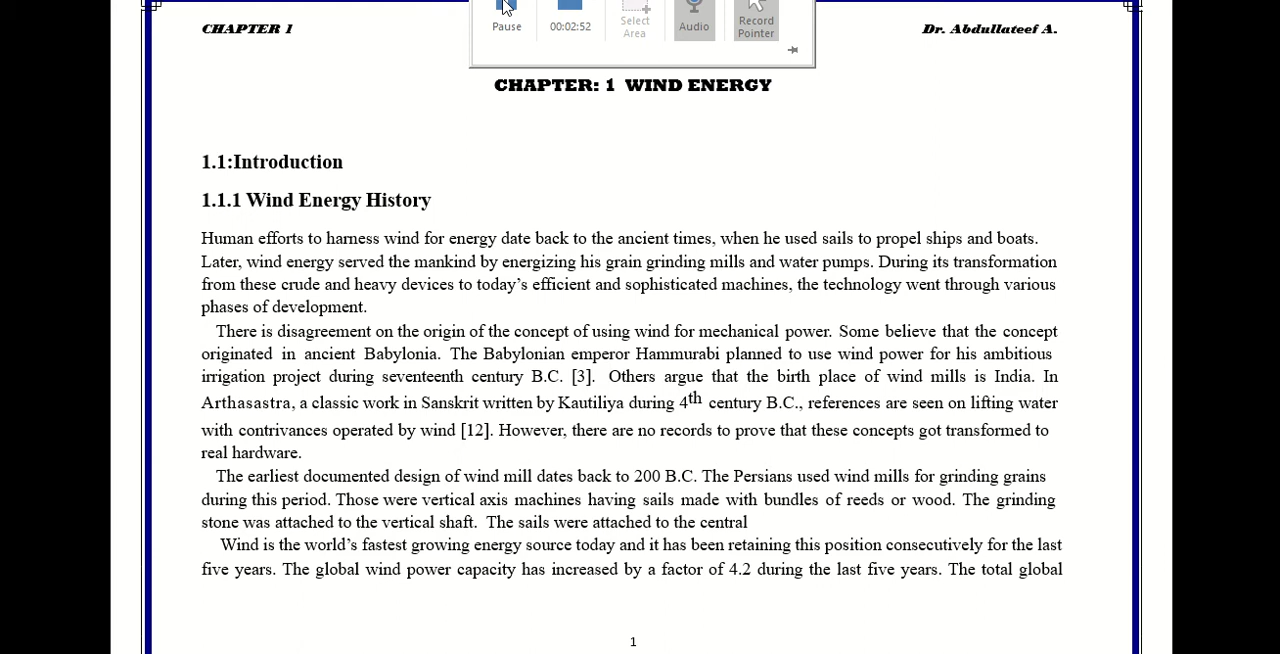 CHAPTER 1
Dr. Abdullateef A.
Pause
00:02:52
Select
Area
Audio
Record
Pointer
CHAPTER: 1 WIND ENERGY
1.1:Introduction
1.1.1 Wind Energy History
Human efforts to harness wind for energy date back to the ancient times, when he used sails to propel ships and boats.
Later, wind energy served the mankind by energizing his grain grinding mills and water pumps. During its transformation
from these crude and heavy devices to today's efficient and sophisticated machines, the technology went through various
phases of development.
There is disagreement on the origin of the concept of using wind for mechanical power. Some believe that the concept
originated in ancient Babylonia. The Babylonian emperor Hammurabi planned to use wind power for his ambitious
irrigation project during seventeenth century B.C. [3]. Others argue that the birth place of wind mills is India. In
Arthasastra, a classic work in Sanskrit written by Kautiliya during 4th century B.C., references are seen on lifting water
with contrivances operated by wind [12]. However, there are no records to prove that these concepts got transformed to
real hardware.
The earliest documented design of wind mill dates back to 200 B.C. The Persians used wind mills for grinding grains
during this period. Those were vertical axis machines having sails made with bundles of reeds or wood. The grinding
stone was attached to the vertical shaft. The sails were attached to the central
Wind is the world's fastest growing energy source today and it has been retaining this position consecutively for the last
five years. The global wind power capacity has increased by a factor of 4.2 during the last five years. The total global
1